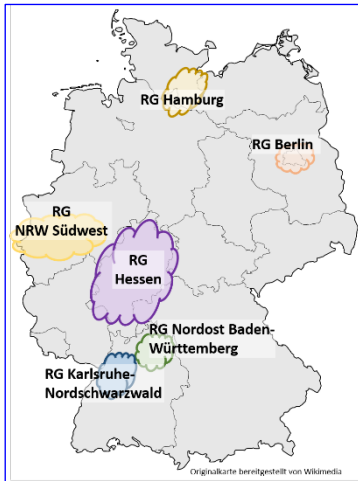 RG Hamburg
RG Berlin
RG
NRW Südwest
RG
Hessen
RG Nordost Baden-
Württemberg
RG Karlsruhe-
Nordschwarzwald
Originalkarte bereitgestellt von Wikimedia